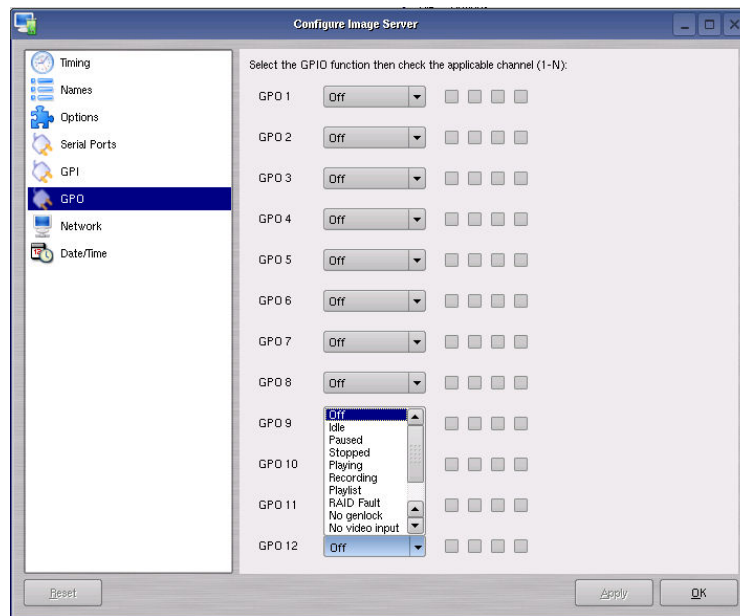 Configure Image Server
Timing
Names
Options
Serial Ports
GPI
GPO
Network
Date/Time
Select the GPIO function then check the applicable channel (1-N):
GPO 1 Off
GPO 2 Off
GPO 3 Off
GPO 4 Off
GPO 5 Off
GPO 6 Off
GPO 7 Off
GPO 8 Off
GPO 9
GPO 10
GPO 11
Off
Idle
Paused
Stopped
Playing
Recording
Playlist
RAID Fault
No genlock
No video input
GPO 12 Off
Reset
Apply
OK